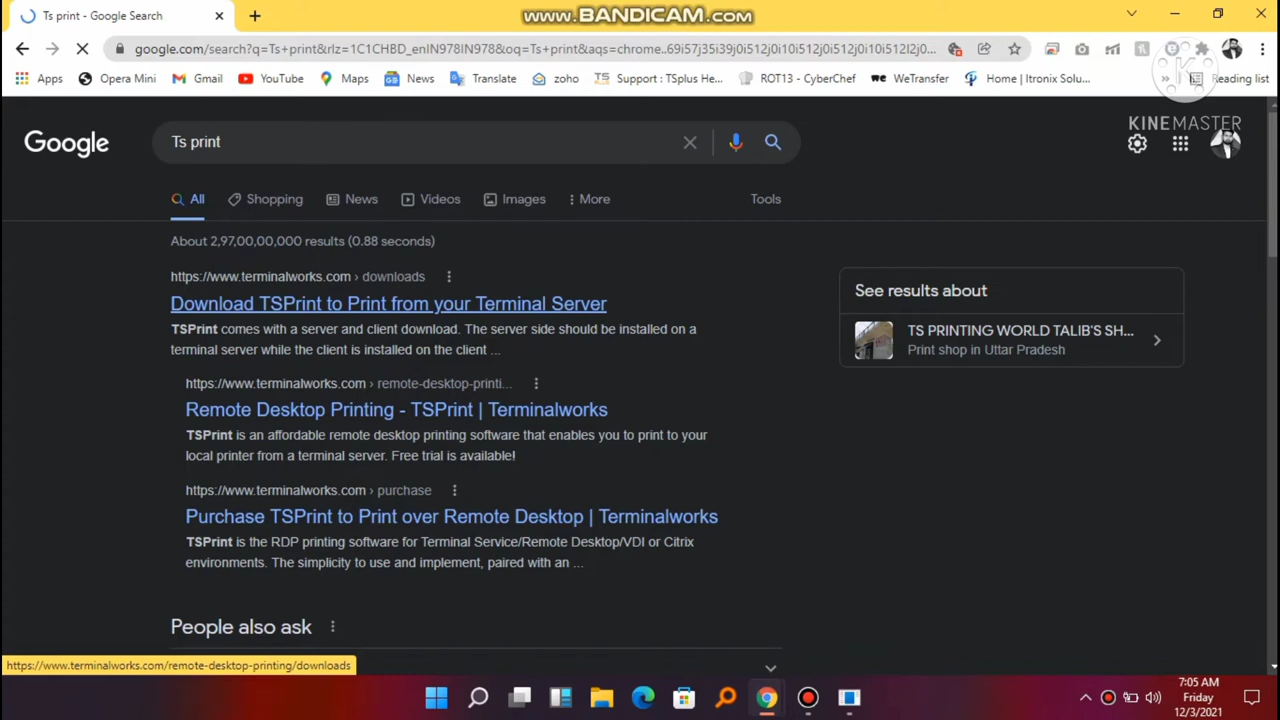 Ts print - Google Search
www.BANDICAM.com
google.com/search?q=Ts+print&rlz=1C1CHBD_enIN978IN978&oq=Ts+print&aqs=chrome..69i57j35i39j0i512j0i10i512j0i512j0i10i512l2j0...
Apps Opera Mini Gmail YouTube Maps News Translate zoho Support : TSplus He... ROT13 - CyberChef WeTransfer Home | Itronix Solu... » Reading list
KINEMASTER
Google
Ts print
All Shopping News Videos Images More Tools
About 2,97,00,00,000 results (0.88 seconds)
https://www.terminalworks.com › downloads
Download TSPrint to Print from your Terminal Server
TSPrint comes with a server and client download. The server side should be installed on a
terminal server while the client is installed on the client ...
https://www.terminalworks.com › remote-desktop-printi...
Remote Desktop Printing - TSPrint | Terminalworks
TSPrint is an affordable remote desktop printing software that enables you to print to your
local printer from a terminal server. Free trial is available!
https://www.terminalworks.com › purchase
Purchase TSPrint to Print over Remote Desktop | Terminalworks
TSPrint is the RDP printing software for Terminal Service/Remote Desktop/VDI or Citrix
environments. The simplicity to use and implement, paired with an ...
See results about
TS PRINTING WORLD TALIB'S SH...
Print shop in Uttar Pradesh
People also ask
https://www.terminalworks.com/remote-desktop-printing/downloads
7:05 AM
Friday
12/3/2021